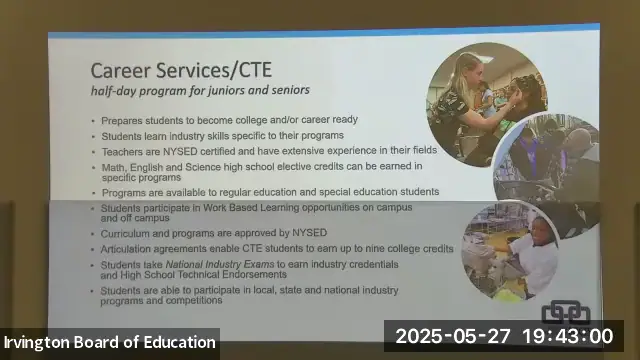 Career Services/CTE
half-day program for juniors and seniors
• Prepares students to become college and/or career ready
• Students learn industry skills specific to their programs
• Teachers are NYSED certified and have extensive experience in their fields
• Math, English and Science high school elective credits can be earned in
specific programs
• Programs are available to regular education and special education students
• Students participate in Work Based Learning opportunities on campus
and off campus
• Curriculum and programs are approved by NYSED
• Articulation agreements enable CTE students to earn up to nine college credits
• Students take National Industry Exams to earn industry credentials
and High School Technical Endorsements
• Students are able to participate in local, state and national industry
programs and competitions
Irvington Board of Education
2025-05-27 19:43:00